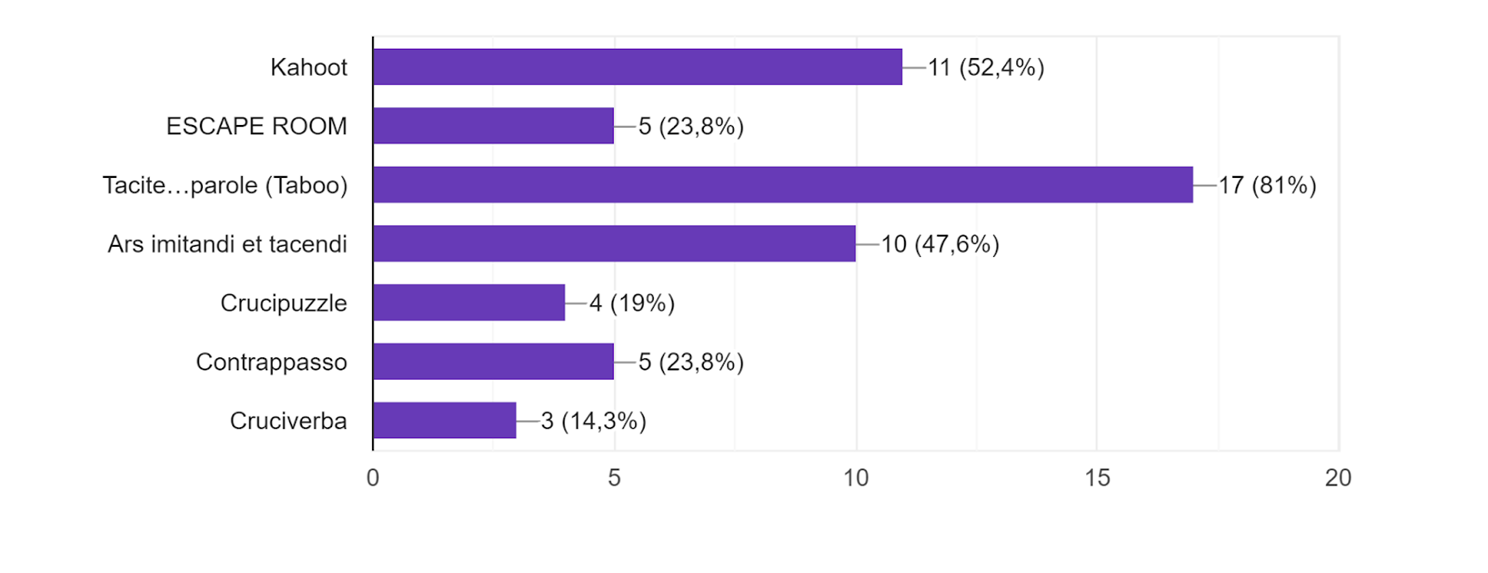 Kahoot 11 (52,4%)
ESCAPE ROOM 5 (23,8%)
Tacite…parole (Taboo) 17 (81%)
Ars imitandi et tacendi 10 (47,6%)
Crucipuzzle 4 (19%)
Contrappasso 5 (23,8%)
Cruciverba 3 (14,3%)
0 5 10 15 20